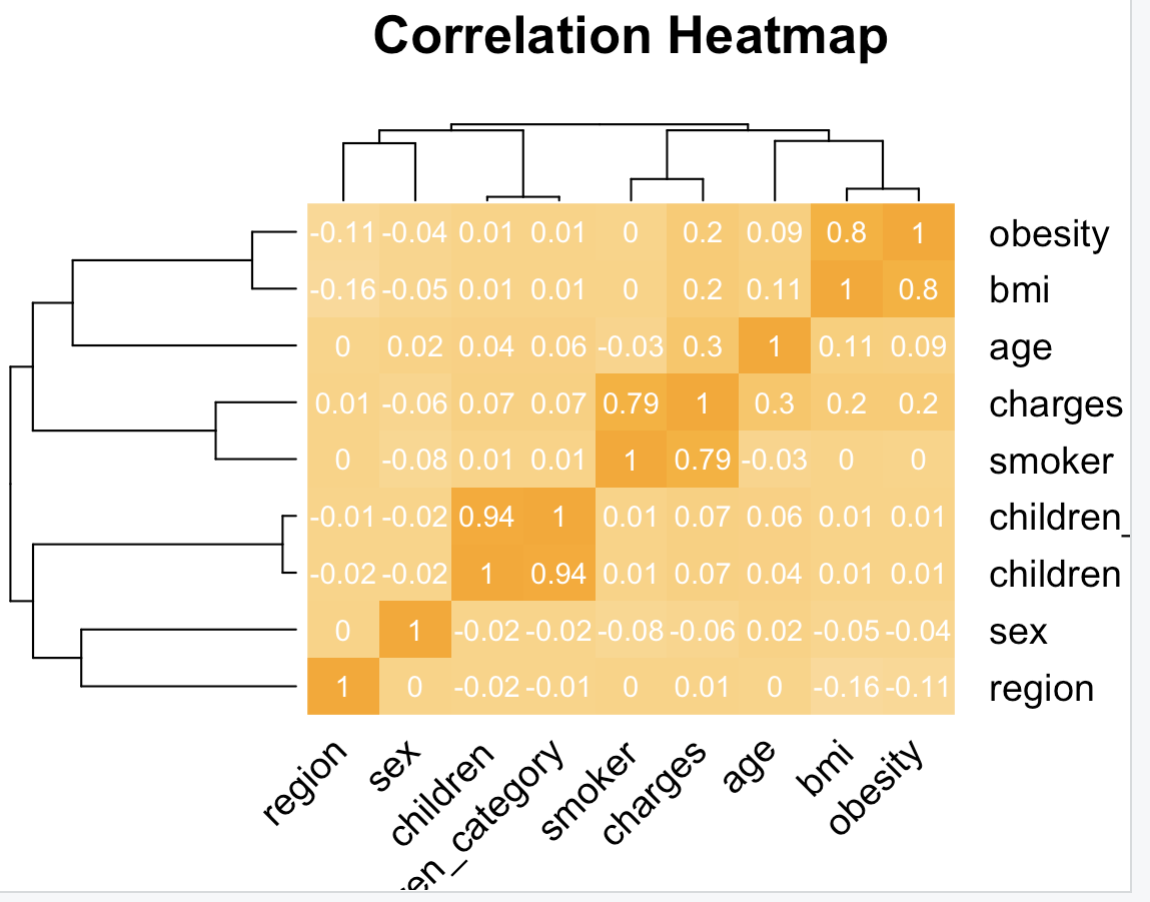 Correlation Heatmap
-0.11 -0.04 0.01 0.01 0 0.2 0.09 0.8 1 obesity
-0.16 -0.05 0.01 0.01 0 0.2 0.11 1 0.8 bmi
0 0.02 0.04 0.06 -0.03 0.3 1 0.11 0.09 age
0.01 -0.06 0.07 0.07 0.79 1 0.3 0.2 0.2 charges
0 -0.08 0.01 0.01 1 0.79 -0.03 0 0 smoker
-0.01 -0.02 0.94 1 0.01 0.07 0.06 0.01 0.01 children_
-0.02 -0.02 1 0.94 0.01 0.07 0.04 0.01 0.01 children
0 1 -0.02 -0.02 -0.08 -0.06 0.02 -0.05 -0.04 sex
1 0 -0.02 -0.01 0 0.01 0 -0.16 -0.11 region
region
sex
children
en_category
smoker
charges
age
bmi
obesity